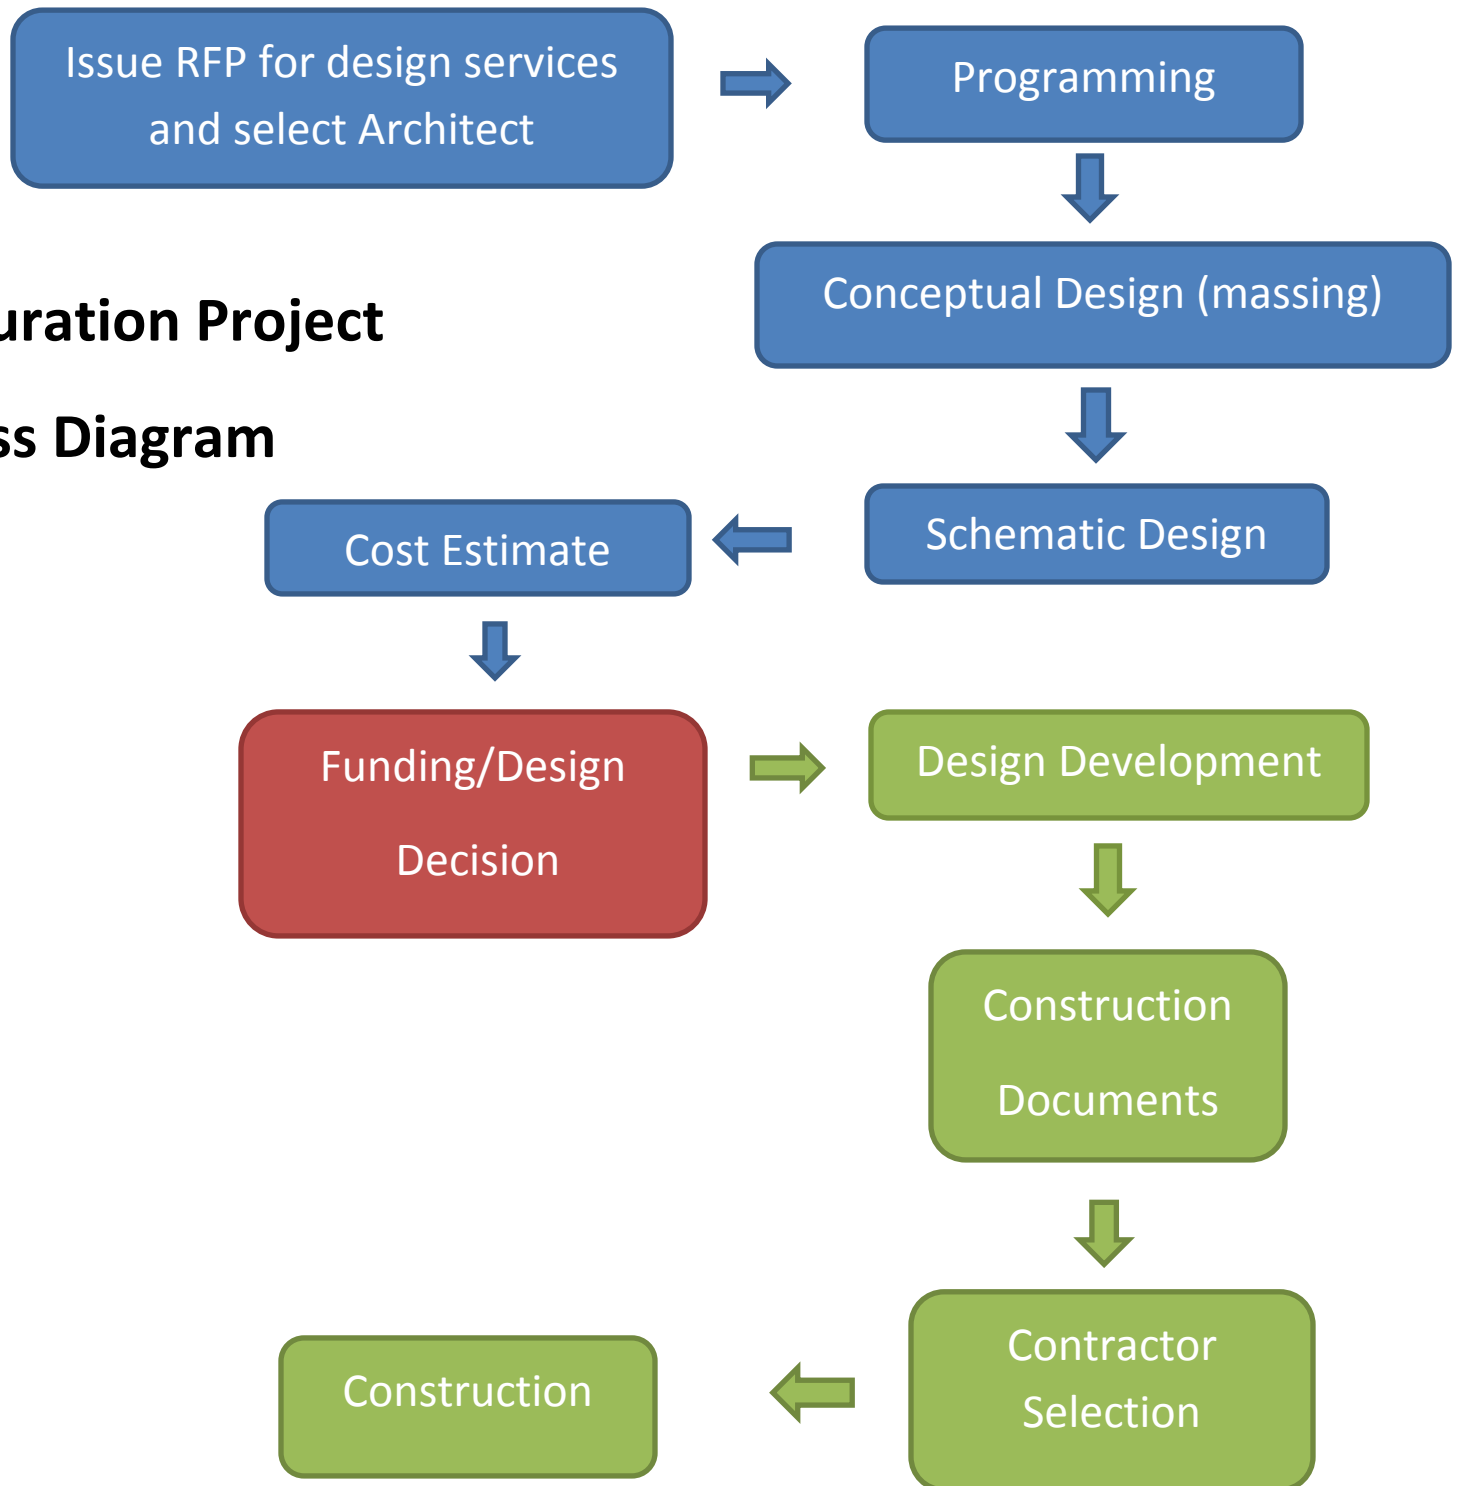 Issue RFP for design services
and select Architect
Programming
Conceptual Design (massing)
uration Project
ss Diagram
Schematic Design
Cost Estimate
Funding/Design
Decision
Design Development
Construction
Documents
Contractor
Selection
Construction